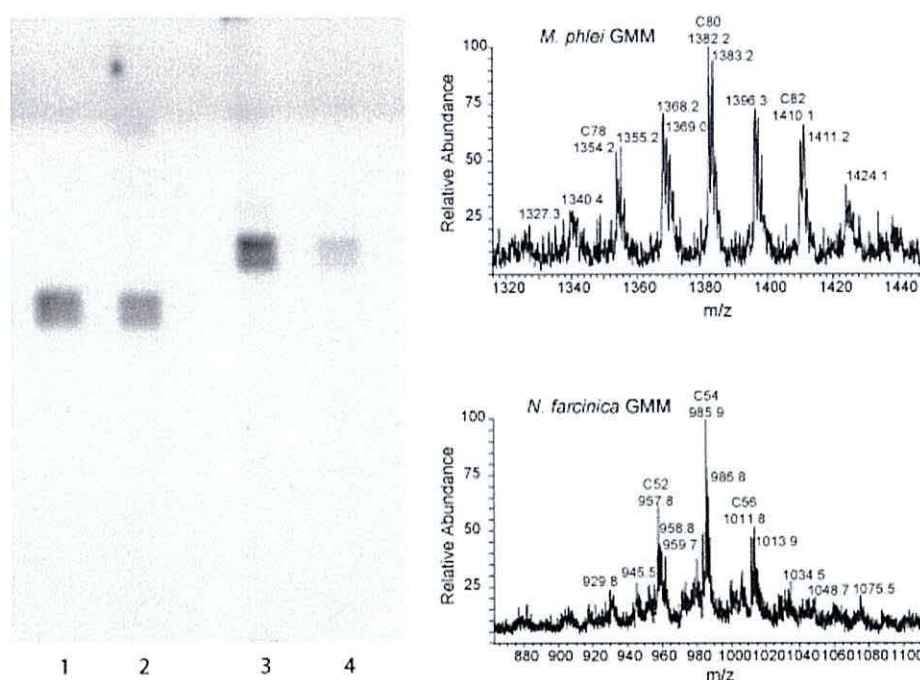 1 2 3 4
M. phlei GMM
C80
1382.2
1383.2
1368.2
1369.0
1396.3
C82
1410.1
1411.2
C78
1354.2
1355.2
1424.1
1327.3
1340.4
Relative Abundance
100
75
50
25
1320 1340 1360 1380 1400 1420 1440
m/z
N. farcinica GMM
C54
985.9
986.8
C52
957.8
958.8
959.7
C56
1011.8
1013.9
929.8
945.5
1034.5
1048.7
1075.5
Relative Abundance
100
75
50
25
880 900 920 940 960 980 1000 1020 1040 1060 1080 1100
m/z